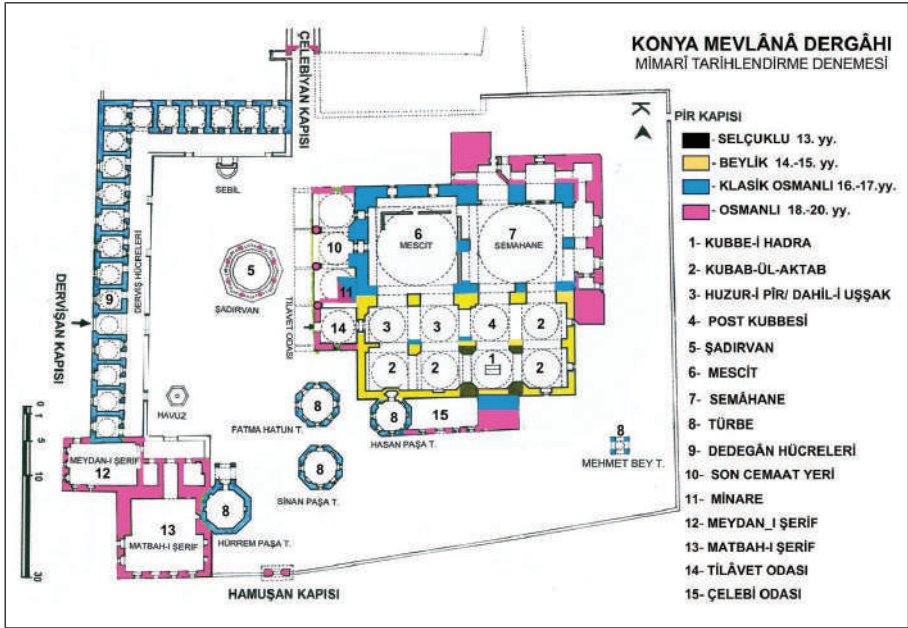 KONYA MEVLÂNÂ DERGÂHI
MİMARÎ TARİHLENDİRME DENEMESİ
ÇELEBİYAN KAPISI
K
PİR KAPISI
- SELÇUKLU 13. yy.
- BEYLİK 14.-15. yy.
- KLASİK OSMANLI 16.-17.yy.
- OSMANLI 18.-20. yy.
1- KUBBE-İ HADRA
2- KUBAB-ÜL-AKTAB
3- HUZUR-İ PÎR/ DAHİL-İ UŞŞAK
4- POST KUBBESİ
5- ŞADIRVAN
6- MESCİT
7- SEMÂHANE
8- TÜRBE
9- DEDEGÂN HÜCRELERİ
10- SON CEMAAT YERİ
11- MİNARE
12- MEYDAN_I ŞERİF
13- MATBAH-I ŞERİF
14- TİLÂVET ODASI
15- ÇELEBİ ODASI
SEBİL
6
MESCİT
7
SEMAHANE
10
5
ŞADIRVAN
11
TİLAVET ODASI
14
3
3
4
2
2
2
1
2
DERVİŞ HÜCRELERİ
9
DERVİŞAN KAPISI
HAVUZ
8
FATMA HATUN T.
8
HASAN PAŞA T.
15
8
SİNAN PAŞA T.
8
MEHMET BEY T.
MEYDAN-I ŞERİF
12
8
HÜRREM PAŞA T.
13
MATBAH-I ŞERİF
HAMUŞAN KAPISI
0
1
5
10
30